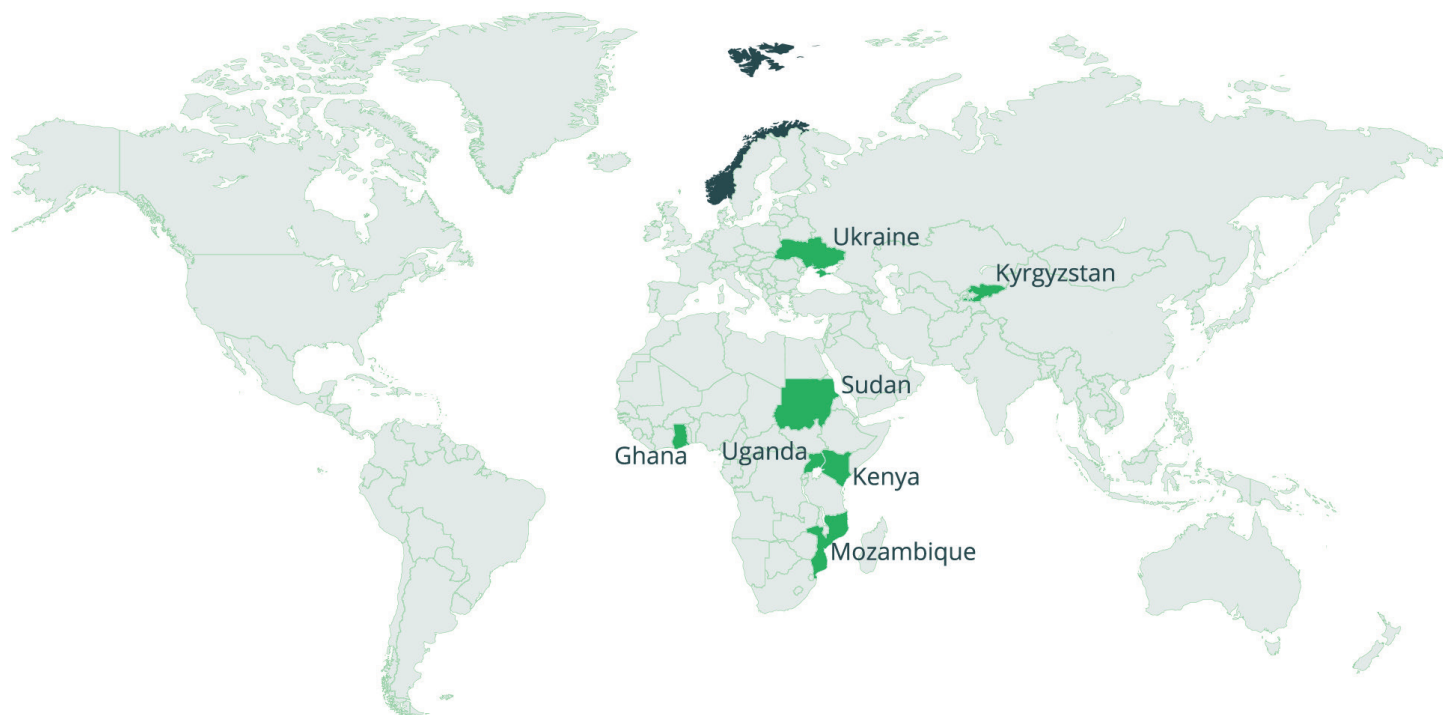 Ukraine
Kyrgyzstan
Sudan
Ghana
Uganda
Kenya
Mozambique